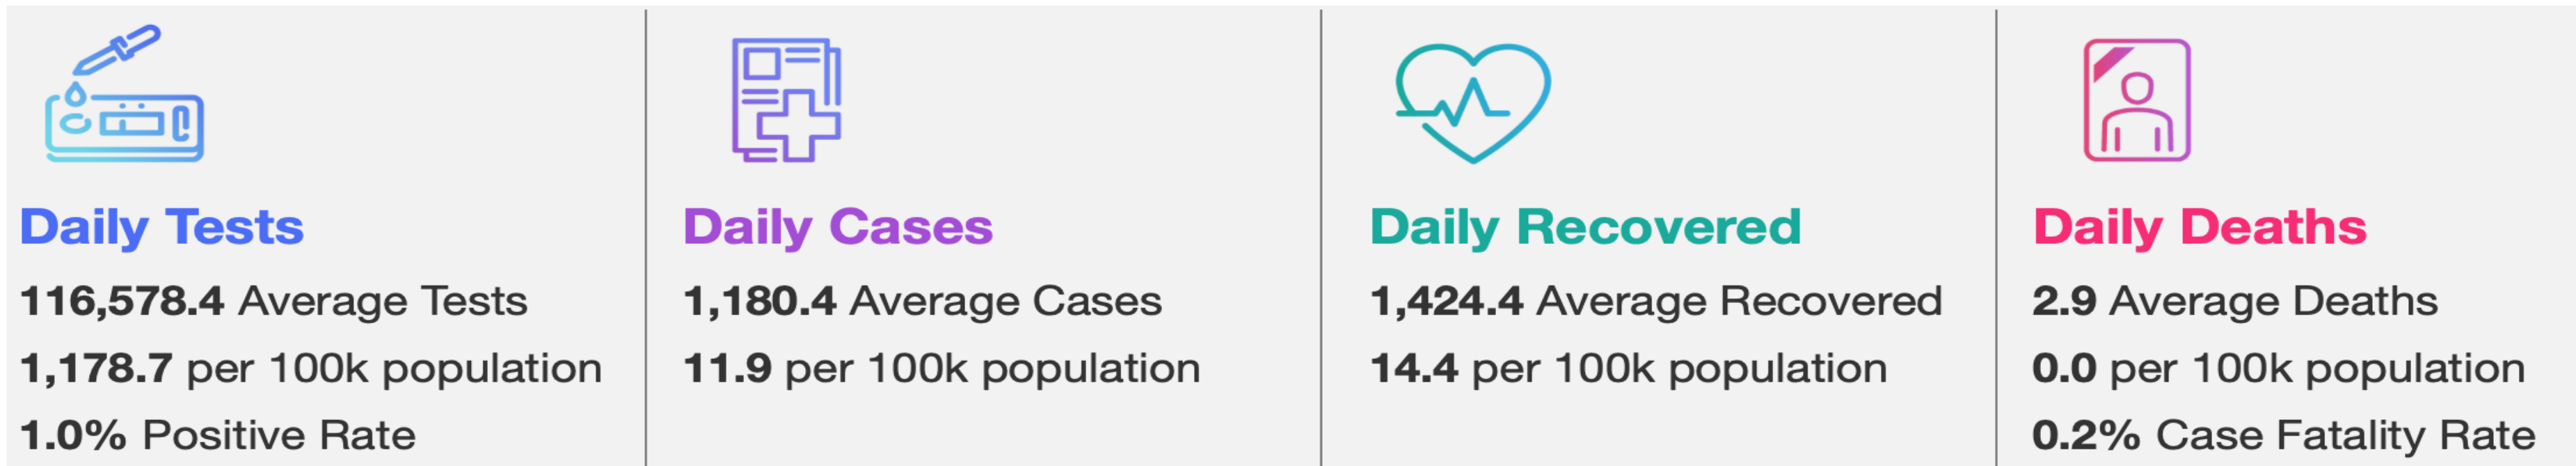 Daily Tests
116,578.4 Average Tests
1,178.7 per 100k population
1.0% Positive Rate
Daily Cases
1,180.4 Average Cases
11.9 per 100k population
Daily Recovered
1,424.4 Average Recovered
14.4 per 100k population
Daily Deaths
2.9 Average Deaths
0.0 per 100k population
0.2% Case Fatality Rate